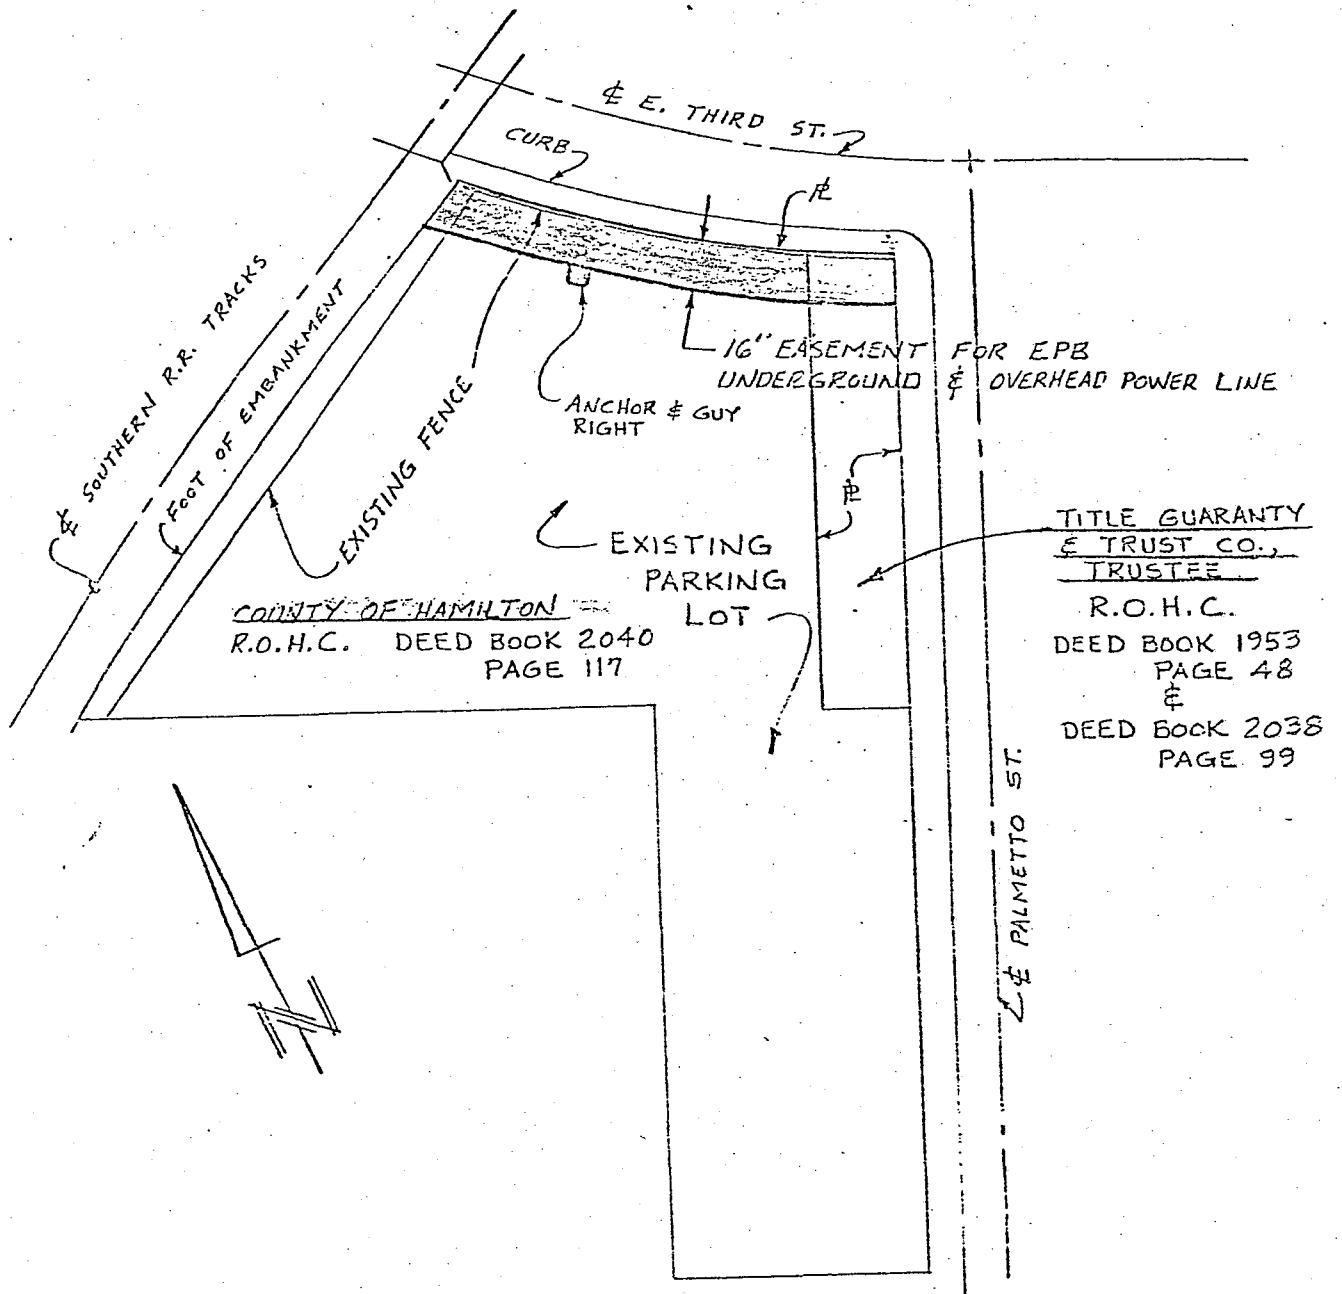 ℄ E. THIRD ST.
CURB
℄ SOUTHERN R.R. TRACKS
FOOT OF EMBANKMENT
EXISTING FENCE
ANCHOR & GUY
RIGHT
16' EASEMENT FOR EPB
UNDERGROUND & OVERHEAD POWER LINE
EXISTING
PARKING
LOT
COUNTY OF HAMILTON
R.O.H.C. DEED BOOK 2040
PAGE 117
TITLE GUARANTY
& TRUST CO.,
TRUSTEE
R.O.H.C.
DEED BOOK 1953
PAGE 48
&
DEED BOOK 2038
PAGE 99
℄ PALMETTO ST.
N